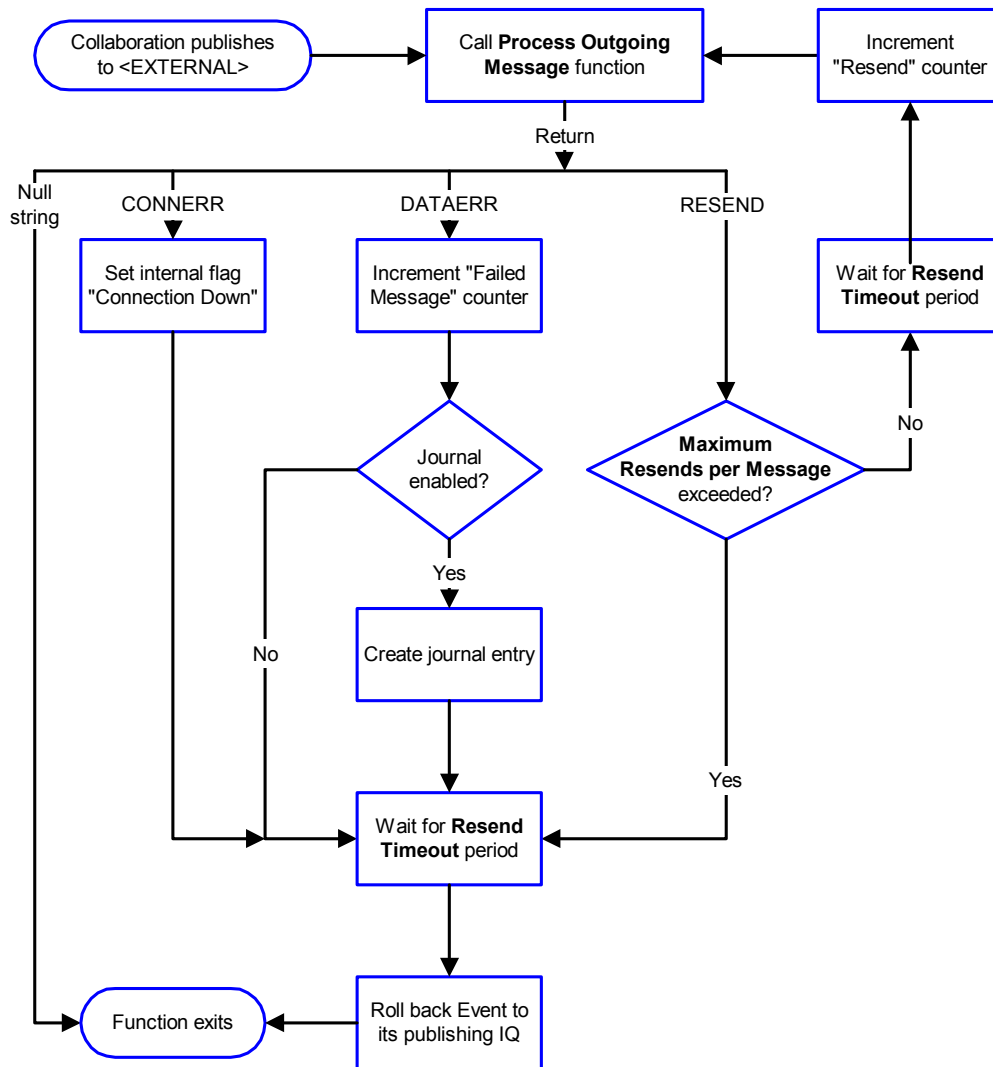 Collaboration publishes
to <EXTERNAL>
Call Process Outgoing
Message function
Increment
"Resend" counter
Return
Null
string
CONNERR
DATAERR
RESEND
Set internal flag
"Connection Down"
Increment "Failed
Message" counter
Wait for Resend
Timeout period
No
Journal
enabled?
Maximum
Resends per Message
exceeded?
Yes
No
Create journal entry
Yes
Wait for Resend
Timeout period
Function exits
Roll back Event to
its publishing IQ